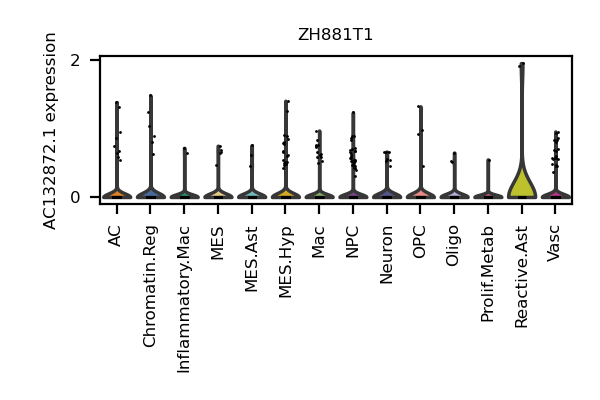 ZH881T1
AC132872.1 expression
2
0
AC
Chromatin.Reg
Inflammatory.Mac
MES
MES.Ast
MES.Hyp
Mac
NPC
Neuron
OPC
Oligo
Prolif.Metab
Reactive.Ast
Vasc